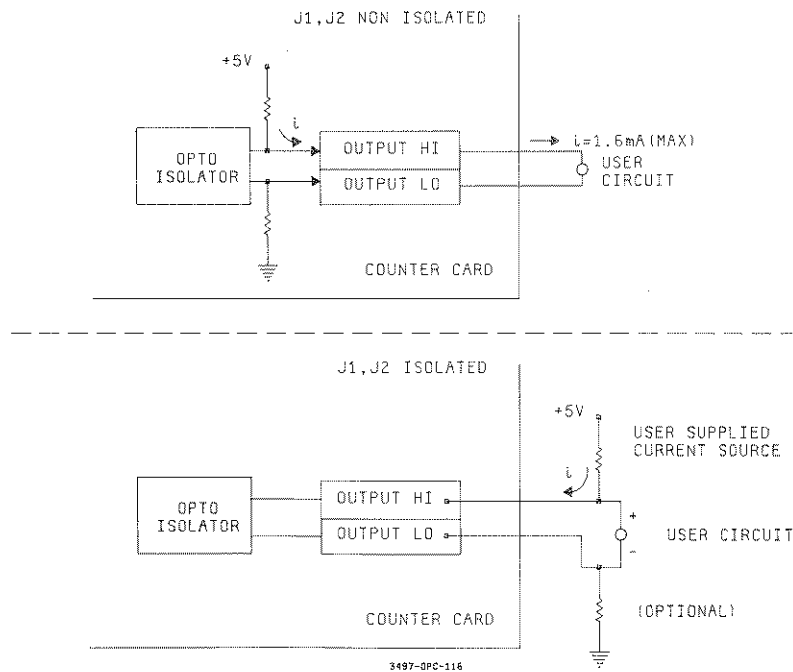 J1,J2 NON ISOLATED
+5V
i
i=1.6mA(MAX)
OPTO
ISOLATOR
OUTPUT HI
OUTPUT LO
USER
CIRCUIT
COUNTER CARD
J1,J2 ISOLATED
+5V
USER SUPPLIED
CURRENT SOURCE
i
OPTO
ISOLATOR
OUTPUT HI
OUTPUT LO
+
USER CIRCUIT
-
(OPTIONAL)
COUNTER CARD
3497-OPC-116